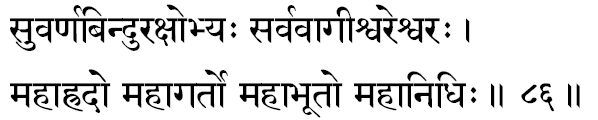 सुवर्णबिन्दुरक्षोभ्यः सर्ववागीश्वरेश्वरः ।
महाह्रदो महागर्तो महाभूतो महानिधिः ॥ ८६ ॥